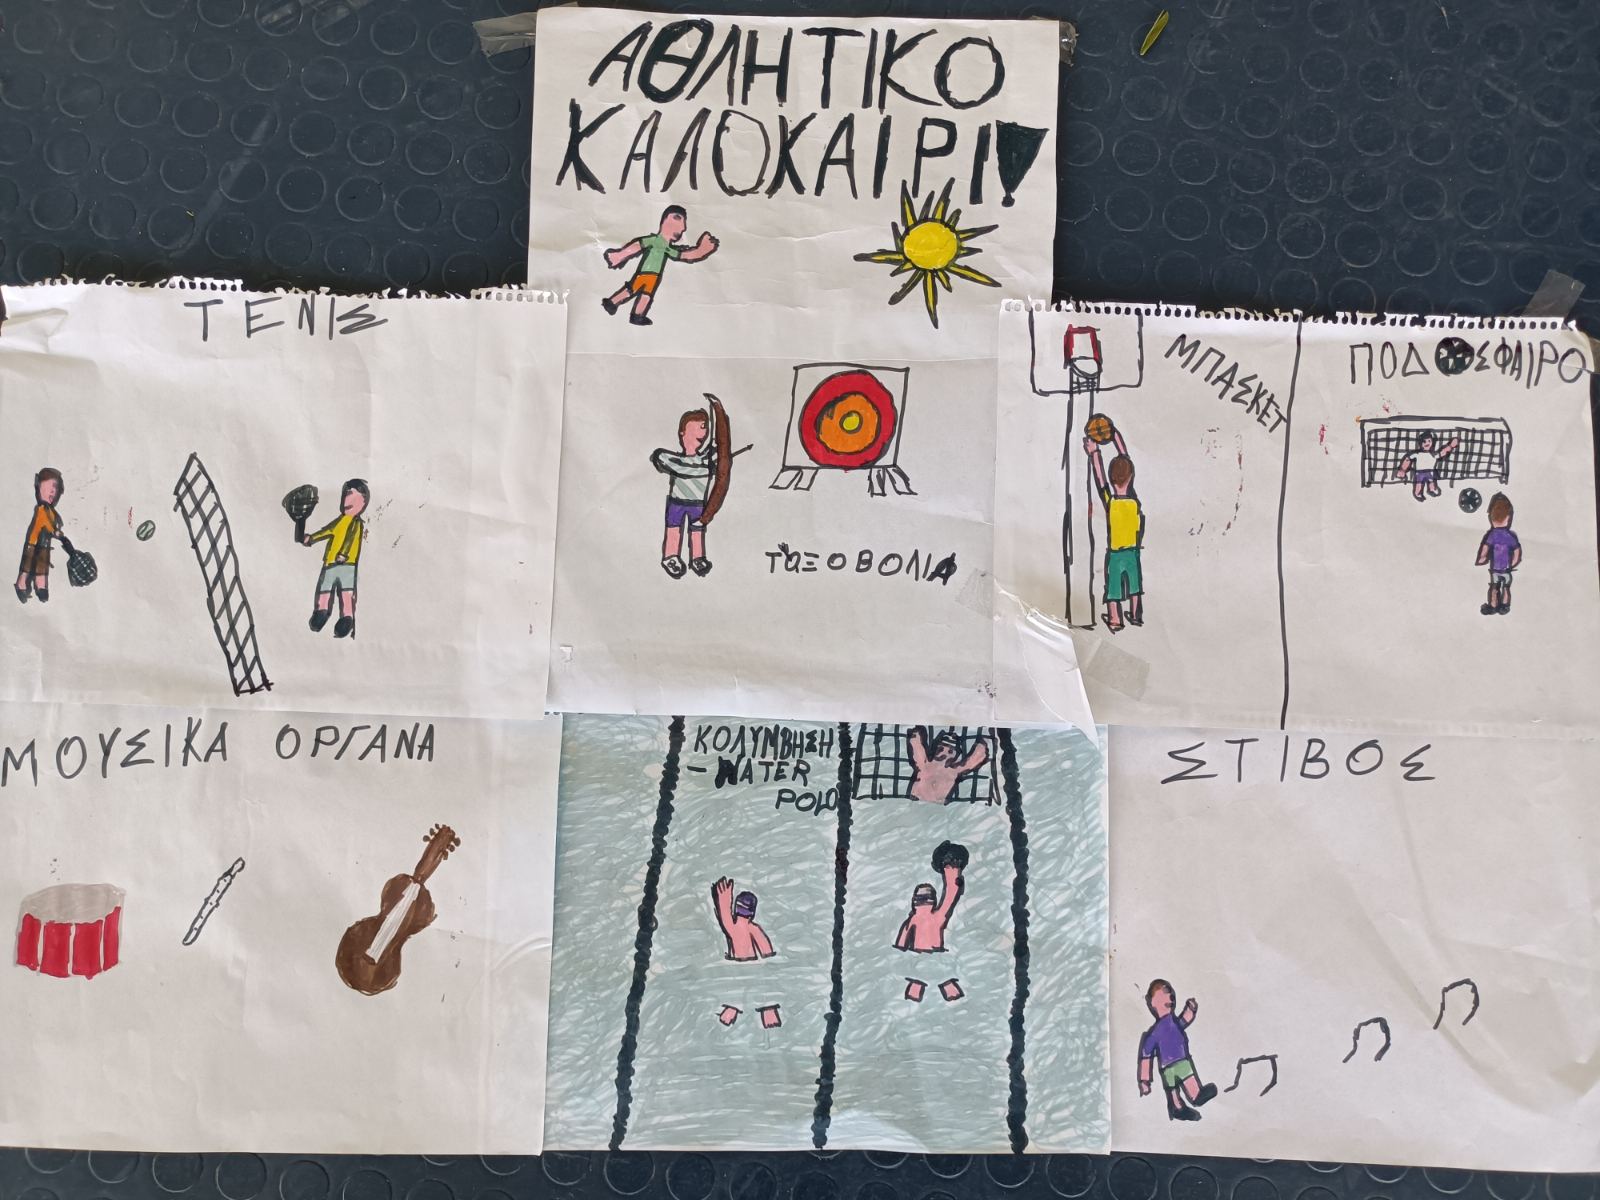 ΑΘΛΗΤΙΚΟ
ΚΑΛΟΚΑΙΡΙ!
ΤΕΝΙΣ
ΤΟΞΟΒΟΛΙΑ
ΜΠΑΣΚΕΤ
ΠΟΔΟΣΦΑΙΡΟ
ΜΟΥΣΙΚΑ ΟΡΓΑΝΑ
ΚΟΛΥΜΒΗΣΗ
- WATER
POLO
ΣΤΙΒΟΣ